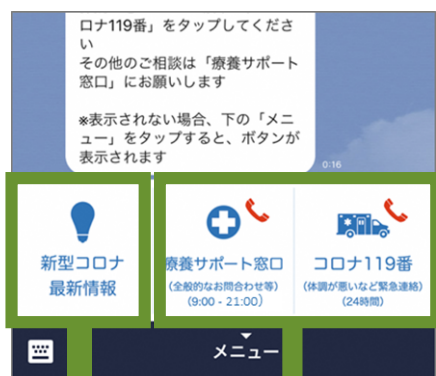 ロナ119番」をタップしてくださ
い
その他のご相談は「療養サポート
窓口」にお願いします
※表示されない場合、下の「メニ
ュー」をタップすると、ボタンが
表示されます
0:16
新型コロナ
最新情報
療養サポート窓口
(全般的なお問合わせ等)
(9:00 - 21:00)
コロナ119番
(体調が悪いなど緊急連絡)
(24時間)
メニュー